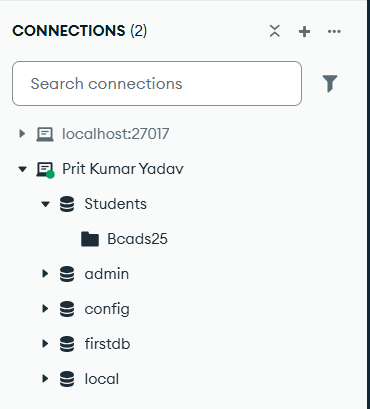 CONNECTIONS (2)
Search connections
localhost:27017
Prit Kumar Yadav
Students
Bcads25
admin
config
firstdb
local